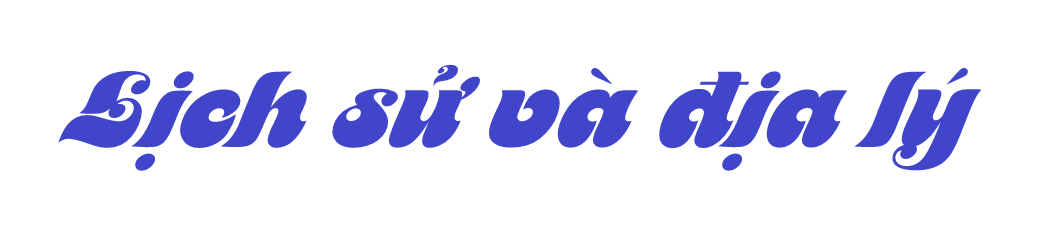 Lịch sử và địa lý